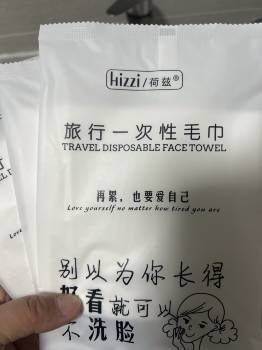 hizzi/荷兹®
旅行一次性毛巾
TRAVEL DISPOSABLE FACE TOWEL
再累，也要爱自己
Love yourself no matter how tired you are
别以为你长得
好看就可以
不洗脸